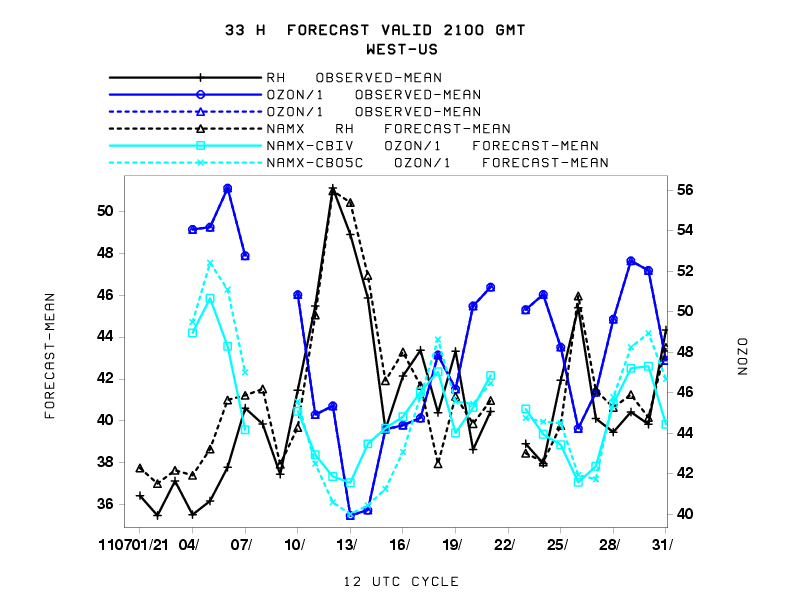 33 H FORECAST VALID 2100 GMT
WEST-US
RH OBSERVED-MEAN
OZON/1 OBSERVED-MEAN
OZON/1 OBSERVED-MEAN
NAMX RH FORECAST-MEAN
NAMX-CBIV OZON/1 FORECAST-MEAN
NAMX-CB05C OZON/1 FORECAST-MEAN
50
48
46
44
42
40
38
36
FORECAST-MEAN
56
54
52
50
48
46
44
42
40
OZON
110701/21 04/ 07/ 10/ 13/ 16/ 19/ 22/ 25/ 28/ 31/
12 UTC CYCLE